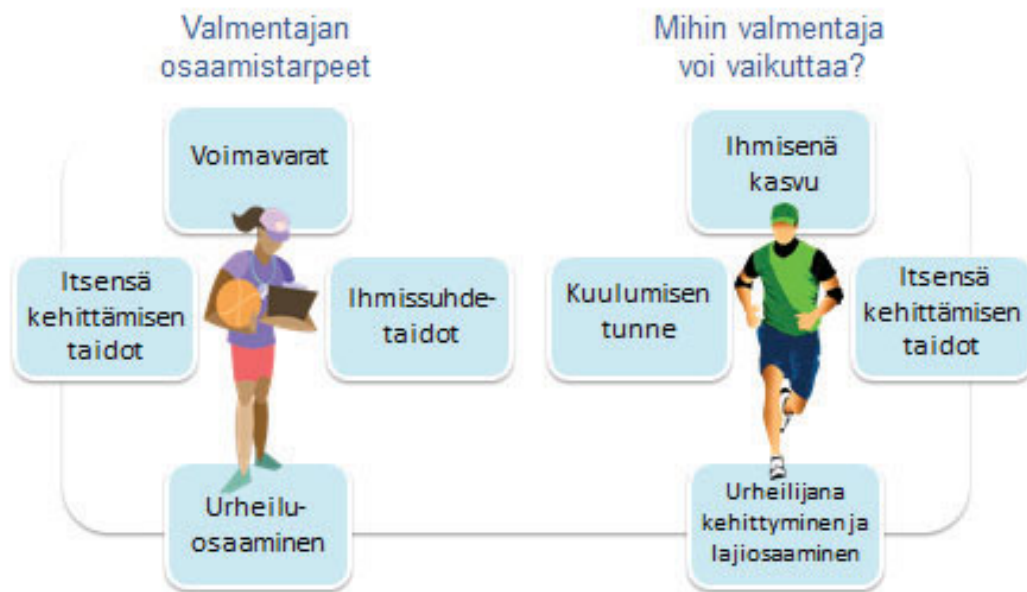 Valmentajan
osaamistarpeet
Voimavarat
Itsensä
kehittämisen
taidot
Ihmissuhde-
taidot
Urheilu-
osaaminen
Mihin valmentaja
voi vaikuttaa?
Ihmisenä
kasvu
Kuulumisen
tunne
Itsensä
kehittämisen
taidot
Urheilijana
kehittyminen ja
lajiosaaminen